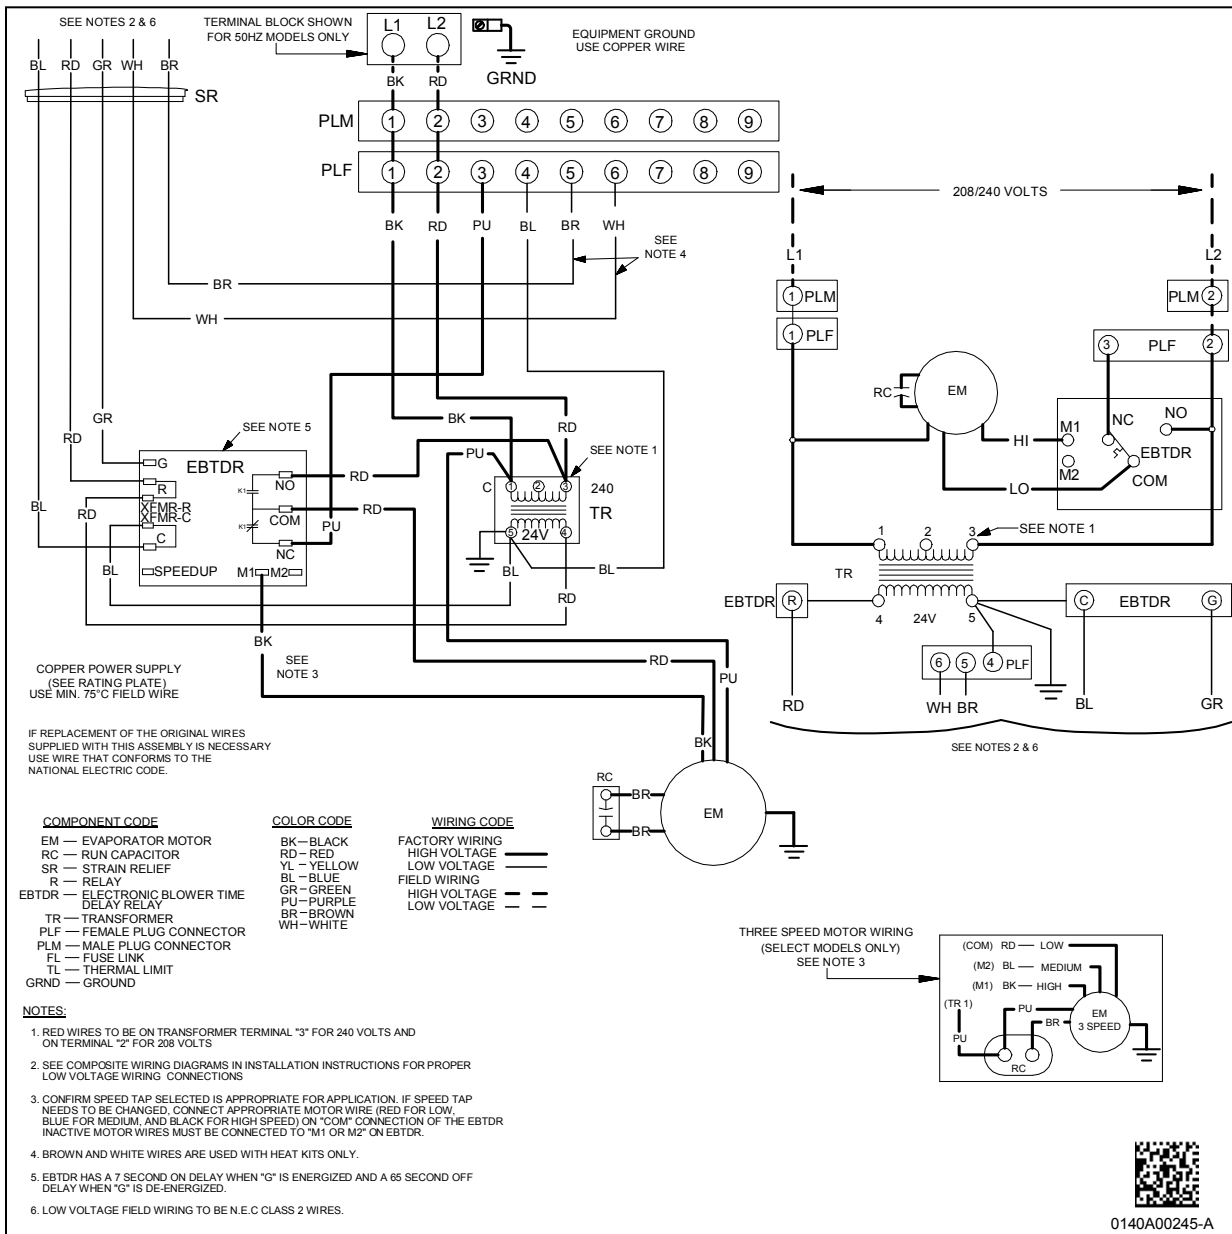 SEE NOTES 2 & 6
TERMINAL BLOCK SHOWN
FOR 50HZ MODELS ONLY
L1 L2
EQUIPMENT GROUND
USE COPPER WIRE
GRND
BL RD GR WH BR
SR
BK RD
PLM 1 2 3 4 5 6 7 8 9
PLF 1 2 3 4 5 6 7 8 9
BK RD PU BL BR WH
SEE
NOTE 4
BR
WH
208/240 VOLTS
L1
L2
1 PLM
PLM 2
1 PLF
3 PLF 2
RC
EM
NC
NO
M1
HI
EBTDR
M2
COM
LO
GR
SEE NOTE 5
BK
RD
RD
PU
SEE NOTE 1
EBTDR
G
R
XFMR-R
XFMR-C
C
SPEEDUP
K1
K1
NO
COM
NC
M1
M2
RD
RD
PU
RD
BL
BL
C
1 2 3
240
TR
24V
5
4
BL
BL
RD
1 2 3
SEE NOTE 1
TR
4
24V
5
EBTDR R
C EBTDR G
6 5 4 PLF
RD
WH BR
BL
GR
SEE NOTES 2 & 6
BK
SEE
NOTE 3
RD
PU
BK
COPPER POWER SUPPLY
(SEE RATING PLATE)
USE MIN. 75°C FIELD WIRE
IF REPLACEMENT OF THE ORIGINAL WIRES
SUPPLIED WITH THIS ASSEMBLY IS NECESSARY
USE WIRE THAT CONFORMS TO THE
NATIONAL ELECTRIC CODE.
RC
BR
BR
EM
COMPONENT CODE
EM — EVAPORATOR MOTOR
RC — RUN CAPACITOR
SR — STRAIN RELIEF
R — RELAY
EBTDR — ELECTRONIC BLOWER TIME
DELAY RELAY
TR — TRANSFORMER
PLF — FEMALE PLUG CONNECTOR
PLM — MALE PLUG CONNECTOR
FL — FUSE LINK
TL — THERMAL LIMIT
GRND — GROUND
COLOR CODE
BK—BLACK
RD–RED
YL – YELLOW
BL –BLUE
GR–GREEN
PU–PURPLE
BR–BROWN
WH–WHITE
WIRING CODE
FACTORY WIRING
HIGH VOLTAGE
LOW VOLTAGE
FIELD WIRING
HIGH VOLTAGE
LOW VOLTAGE
THREE SPEED MOTOR WIRING
(SELECT MODELS ONLY)
SEE NOTE 3
(COM) RD — LOW
(M2) BL — MEDIUM
(M1) BK — HIGH
(TR 1)
PU
BR
PU
EM
3 SPEED
RC
NOTES:
1. RED WIRES TO BE ON TRANSFORMER TERMINAL "3" FOR 240 VOLTS AND
ON TERMINAL "2" FOR 208 VOLTS
2. SEE COMPOSITE WIRING DIAGRAMS IN INSTALLATION INSTRUCTIONS FOR PROPER
LOW VOLTAGE WIRING CONNECTIONS
3. CONFIRM SPEED TAP SELECTED IS APPROPRIATE FOR APPLICATION. IF SPEED TAP
NEEDS TO BE CHANGED, CONNECT APPROPRIATE MOTOR WIRE (RED FOR LOW,
BLUE FOR MEDIUM, AND BLACK FOR HIGH SPEED) ON "COM" CONNECTION OF THE EBTDR
INACTIVE MOTOR WIRES MUST BE CONNECTED TO "M1 OR M2" ON EBTDR.
4. BROWN AND WHITE WIRES ARE USED WITH HEAT KITS ONLY.
5. EBTDR HAS A 7 SECOND ON DELAY WHEN "G" IS ENERGIZED AND A 65 SECOND OFF
DELAY WHEN "G" IS DE-ENERGIZED.
6. LOW VOLTAGE FIELD WIRING TO BE N.E.C CLASS 2 WIRES.
0140A00245-A